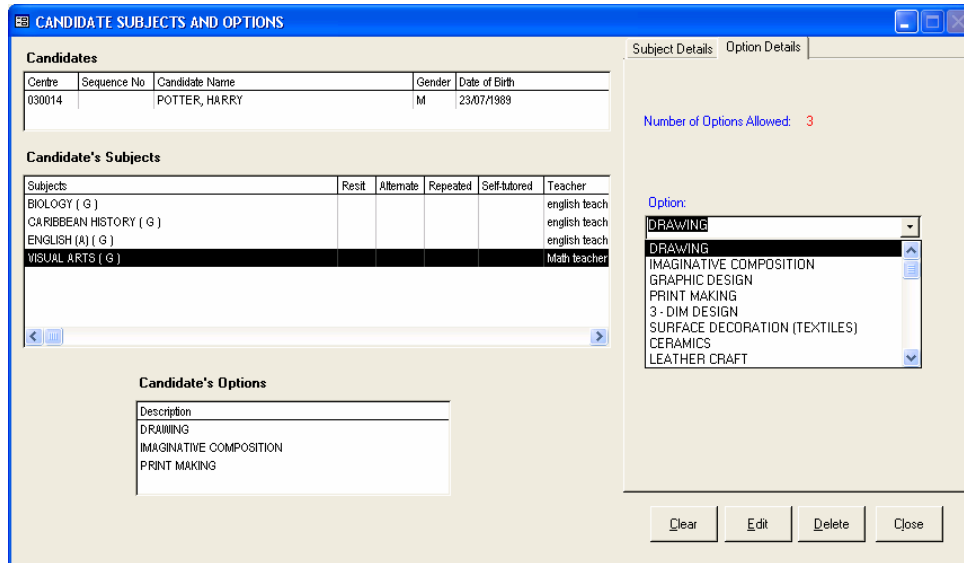 CANDIDATE SUBJECTS AND OPTIONS
Candidates
Centre Sequence No Candidate Name Gender Date of Birth
030014 POTTER, HARRY M 23/07/1989
Candidate's Subjects
Subjects Resit Alternate Repeated Self-tutored Teacher
BIOLOGY ( G ) english teach
CARIBBEAN HISTORY ( G ) english teach
ENGLISH (A) ( G ) english teach
VISUAL ARTS ( G ) Math teacher
Candidate's Options
Description
DRAWING
IMAGINATIVE COMPOSITION
PRINT MAKING
Subject Details Option Details
Number of Options Allowed: 3
Option:
DRAWING
DRAWING
IMAGINATIVE COMPOSITION
GRAPHIC DESIGN
PRINT MAKING
3 - DIM DESIGN
SURFACE DECORATION (TEXTILES)
CERAMICS
LEATHER CRAFT
Clear Edit Delete Close